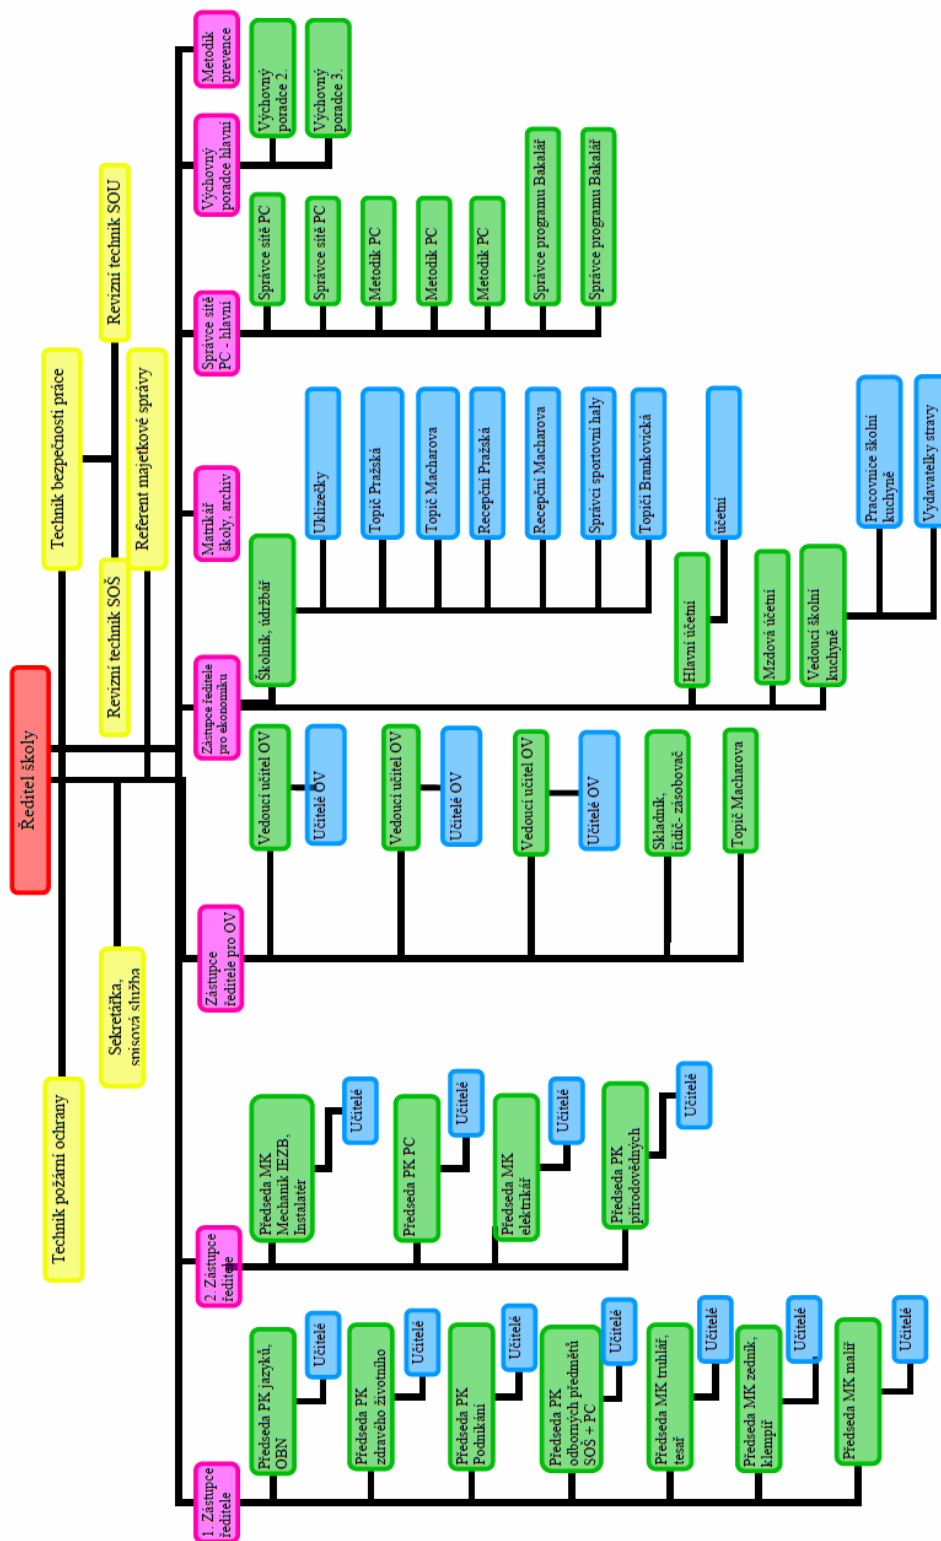 Ředitel školy
Technik požární ochrany
Technik bezpečnosti práce
Sekretářka,
spisová služba
Revizní technik SOŠ
Revizní technik SOU
Referent majetkové správy
1. Zástupce
ředitele
2. Zástupce
ředitele
Zástupce
ředitele pro OV
Zástupce ředitele
pro ekonomiku
Matrikář
školy, archiv
Správce sítě
PC - hlavní
Výchovný
poradce hlavní
Metodik
prevence
Předseda PK jazyků,
OBN
Učitelé
Předseda PK
zdravého životního
Učitelé
Předseda PK
Podnikání
Učitelé
Předseda PK
odborných předmětů
SOŠ + PC
Učitelé
Předseda MK truhlář,
tesař
Učitelé
Předseda MK zedník,
klempíř
Učitelé
Předseda MK malíř
Učitelé
Předseda MK
Mechanik IEZB,
Instalatér
Učitelé
Předseda PK PC
Učitelé
Předseda MK
elektrikář
Učitelé
Předseda PK
přírodovědných
Učitelé
Vedoucí učitel OV
Učitelé OV
Vedoucí učitel OV
Učitelé OV
Vedoucí učitel OV
Učitelé OV
Skladník,
řidič- zásobovač
Topič Macharova
Školník, údržbář
Uklizečky
Topič Pražská
Topič Macharova
Recepční Pražská
Recepční Macharova
Správci sportovní haly
Topiči Brankovická
Hlavní účetní
účetní
Mzdová účetní
Vedoucí školní
kuchyně
Pracovnice školní
kuchyně
Vydavatelky stravy
Správce sítě PC
Správce sítě PC
Metodik PC
Metodik PC
Metodik PC
Správce programu Bakalář
Správce programu Bakalář
Výchovný
poradce 2.
Výchovný
poradce 3.